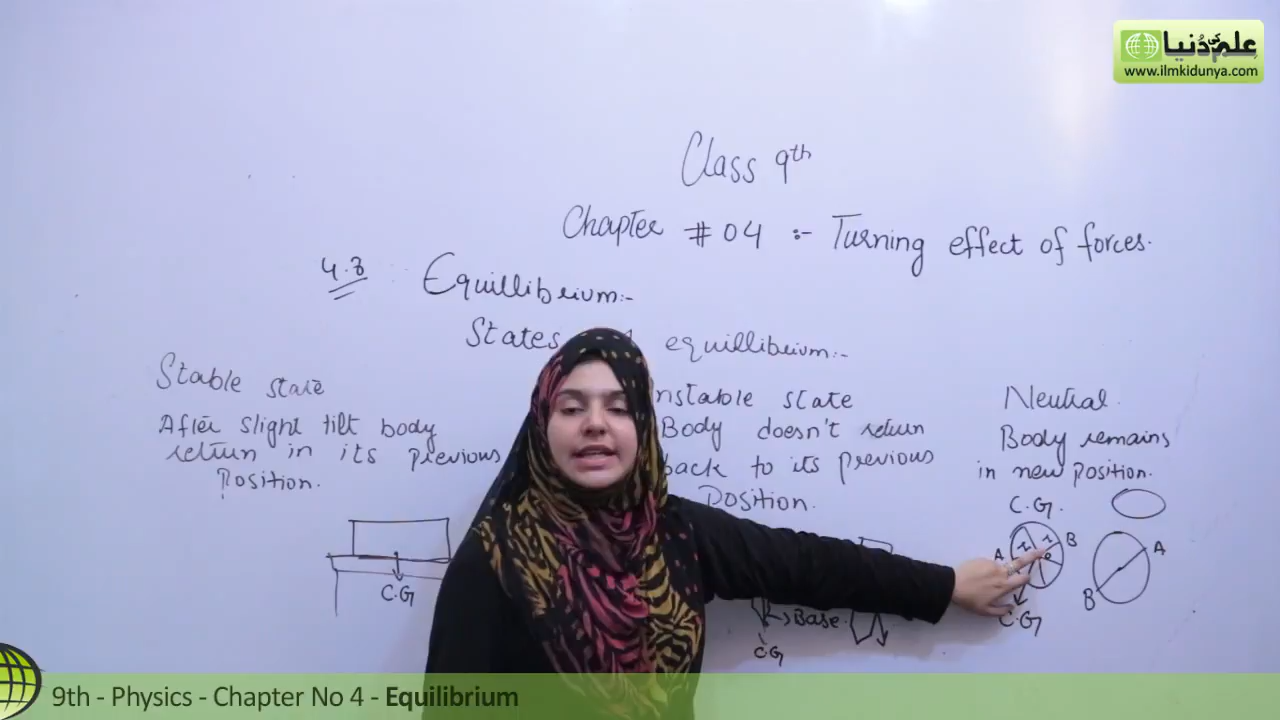 علم کی دنیا
www.ilmkidunya.com
Class 9th
Chapter # 04 :- Turning effect of forces.
4.3 Equillibrium:-
States equillibrium:-
Stable state
After slight tilt body
return in its previous
Position.
nstable state
Body doesn't return
back to its previous
Position.
Neutral.
Body remains
in new position.
C.G
Base.
C.G
C.G.
A B
C.G
A
B
9th - Physics - Chapter No 4 - Equilibrium